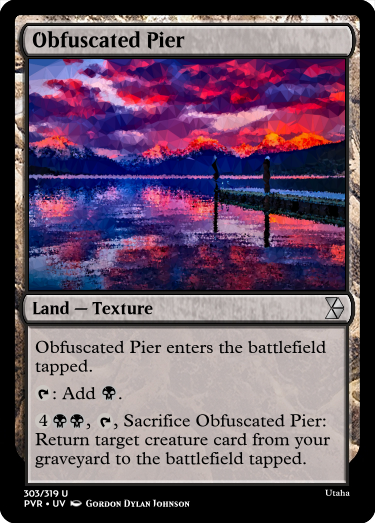 Obfuscated Pier
Land — Texture
Obfuscated Pier enters the battlefield
tapped.
: Add .
4 , , Sacrifice Obfuscated Pier:
Return target creature card from your
graveyard to the battlefield tapped.
303/319 U
Utaha
PVR • UV GORDON DYLAN JOHNSON